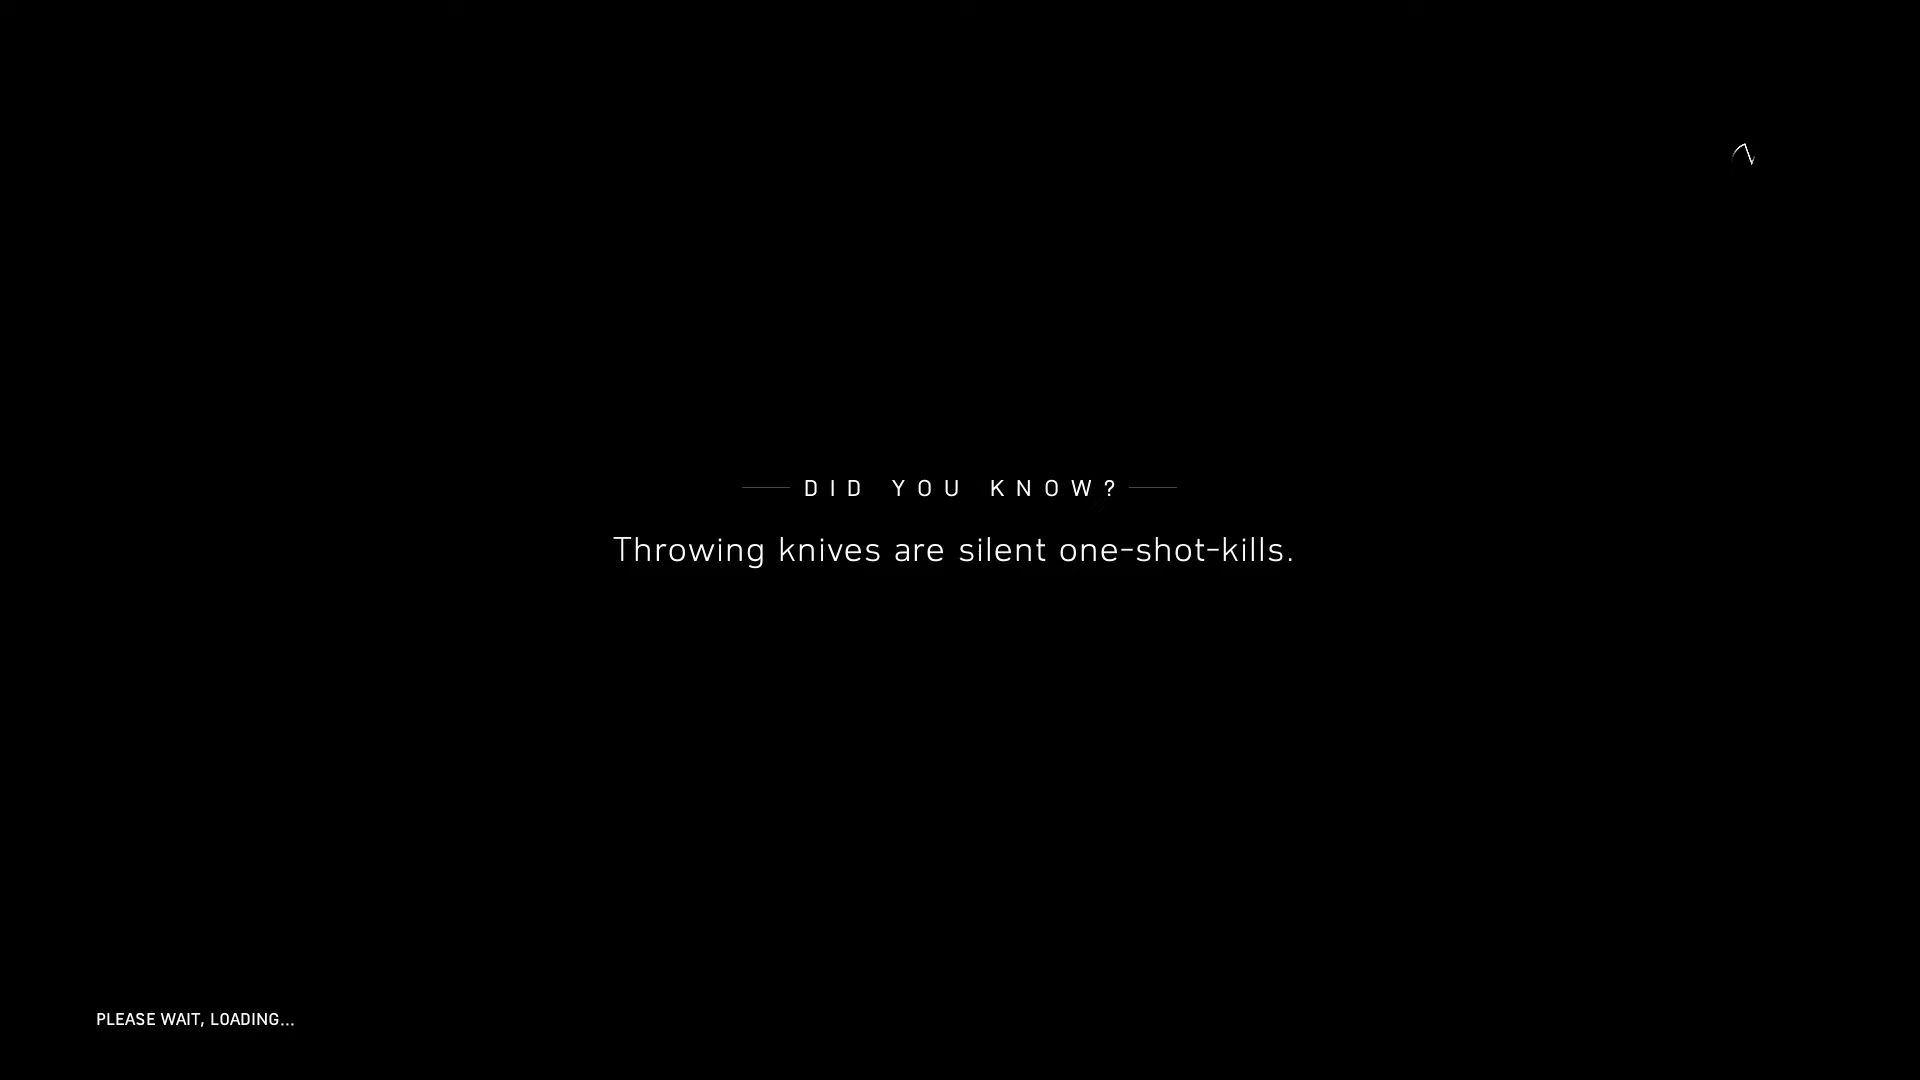 DID YOU KNOW?
Throwing knives are silent one-shot-kills.
PLEASE WAIT, LOADING...